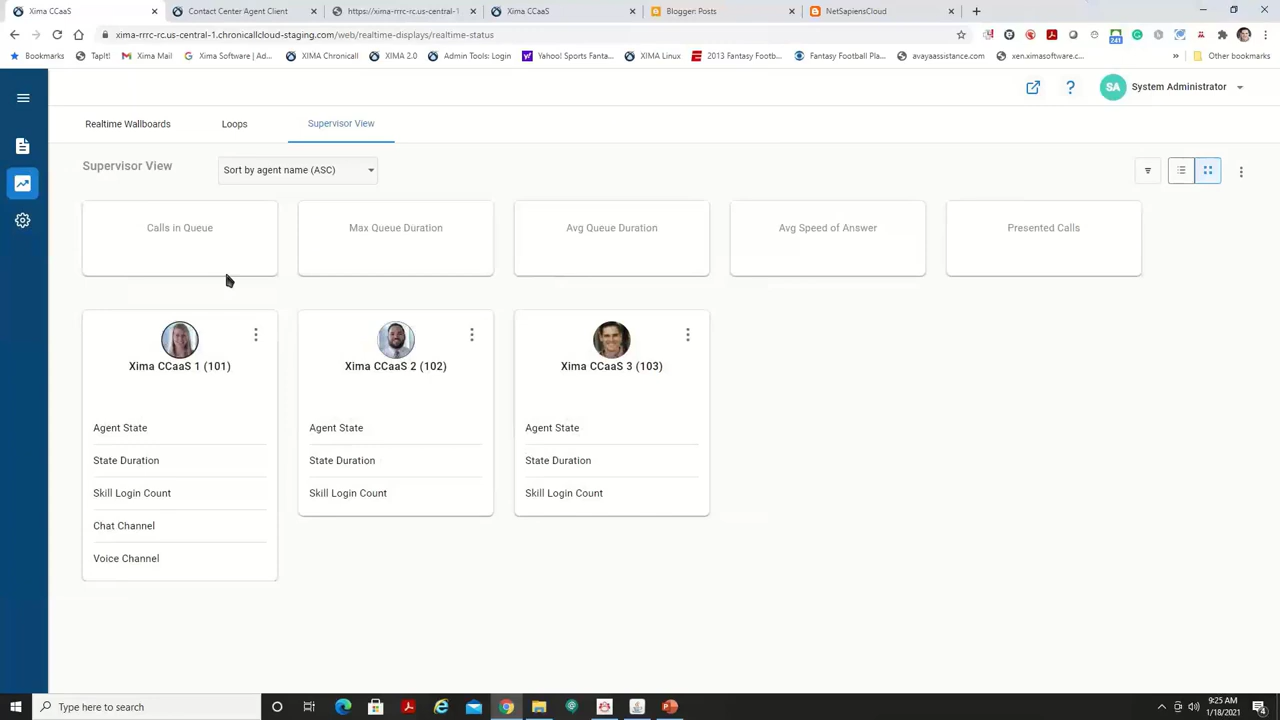 Xima CCaaS
Contact Center Agent Client
https://xima-rrrc-rc.us-central-1
Xima CCaaS
Blogger: Posts
NetSapiensCloud
xima-rrrc-rc.us-central-1.chronicallcloud-staging.com/web/realtime-displays/realtime-status
241
Bookmarks
TapIt!
Xima Mail
Xima Software | Ad...
XIMA Chronicall
XIMA 2.0
Admin Tools: Login
Yahoo! Sports Fanta...
XIMA Linux
2013 Fantasy Footb...
Fantasy Football Pla...
avayaassistance.com
xen.ximasoftware.c...
»
Other bookmarks
SA
System Administrator
Realtime Wallboards
Loops
Supervisor View
Supervisor View
Sort by agent name (ASC)
Calls in Queue
Max Queue Duration
Avg Queue Duration
Avg Speed of Answer
Presented Calls
Xima CCaaS 1 (101)
Agent State
State Duration
Skill Login Count
Chat Channel
Voice Channel
Xima CCaaS 2 (102)
Agent State
State Duration
Skill Login Count
Xima CCaaS 3 (103)
Agent State
State Duration
Skill Login Count
Type here to search
9:25 AM
1/18/2021
4